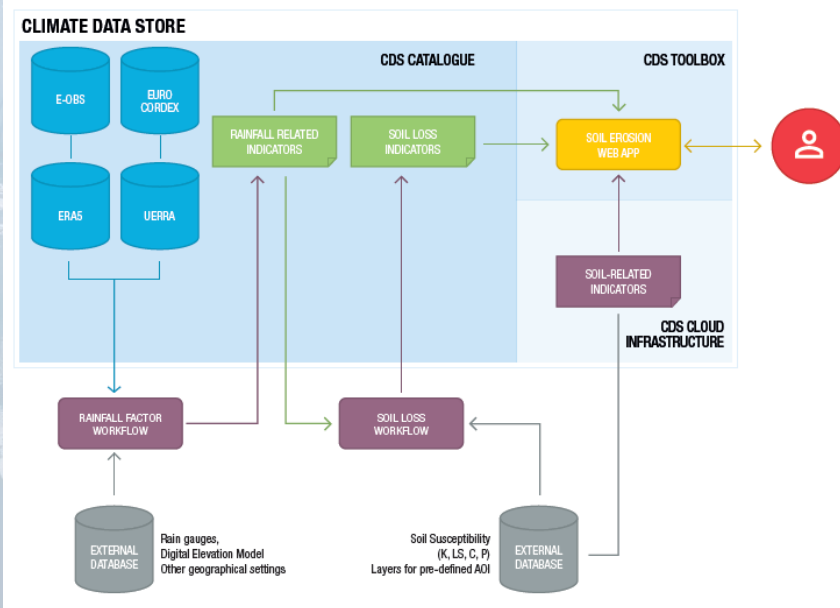 CLIMATE DATA STORE
CDS CATALOGUE
CDS TOOLBOX
E-OBS
EURO
CORDEX
RAINFALL RELATED
INDICATORS
SOIL LOSS
INDICATORS
SOIL EROSION
WEB APP
ERA5
UERRA
SOIL-RELATED
INDICATORS
CDS CLOUD
INFRASTRUCTURE
RAINFALL FACTOR
WORKFLOW
SOIL LOSS
WORKFLOW
EXTERNAL
DATABASE
Rain gauges,
Digital Elevation Model
Other geographical settings
Soil Susceptibility
(K, LS, C, P)
Layers for pre-defined AOI
EXTERNAL
DATABASE